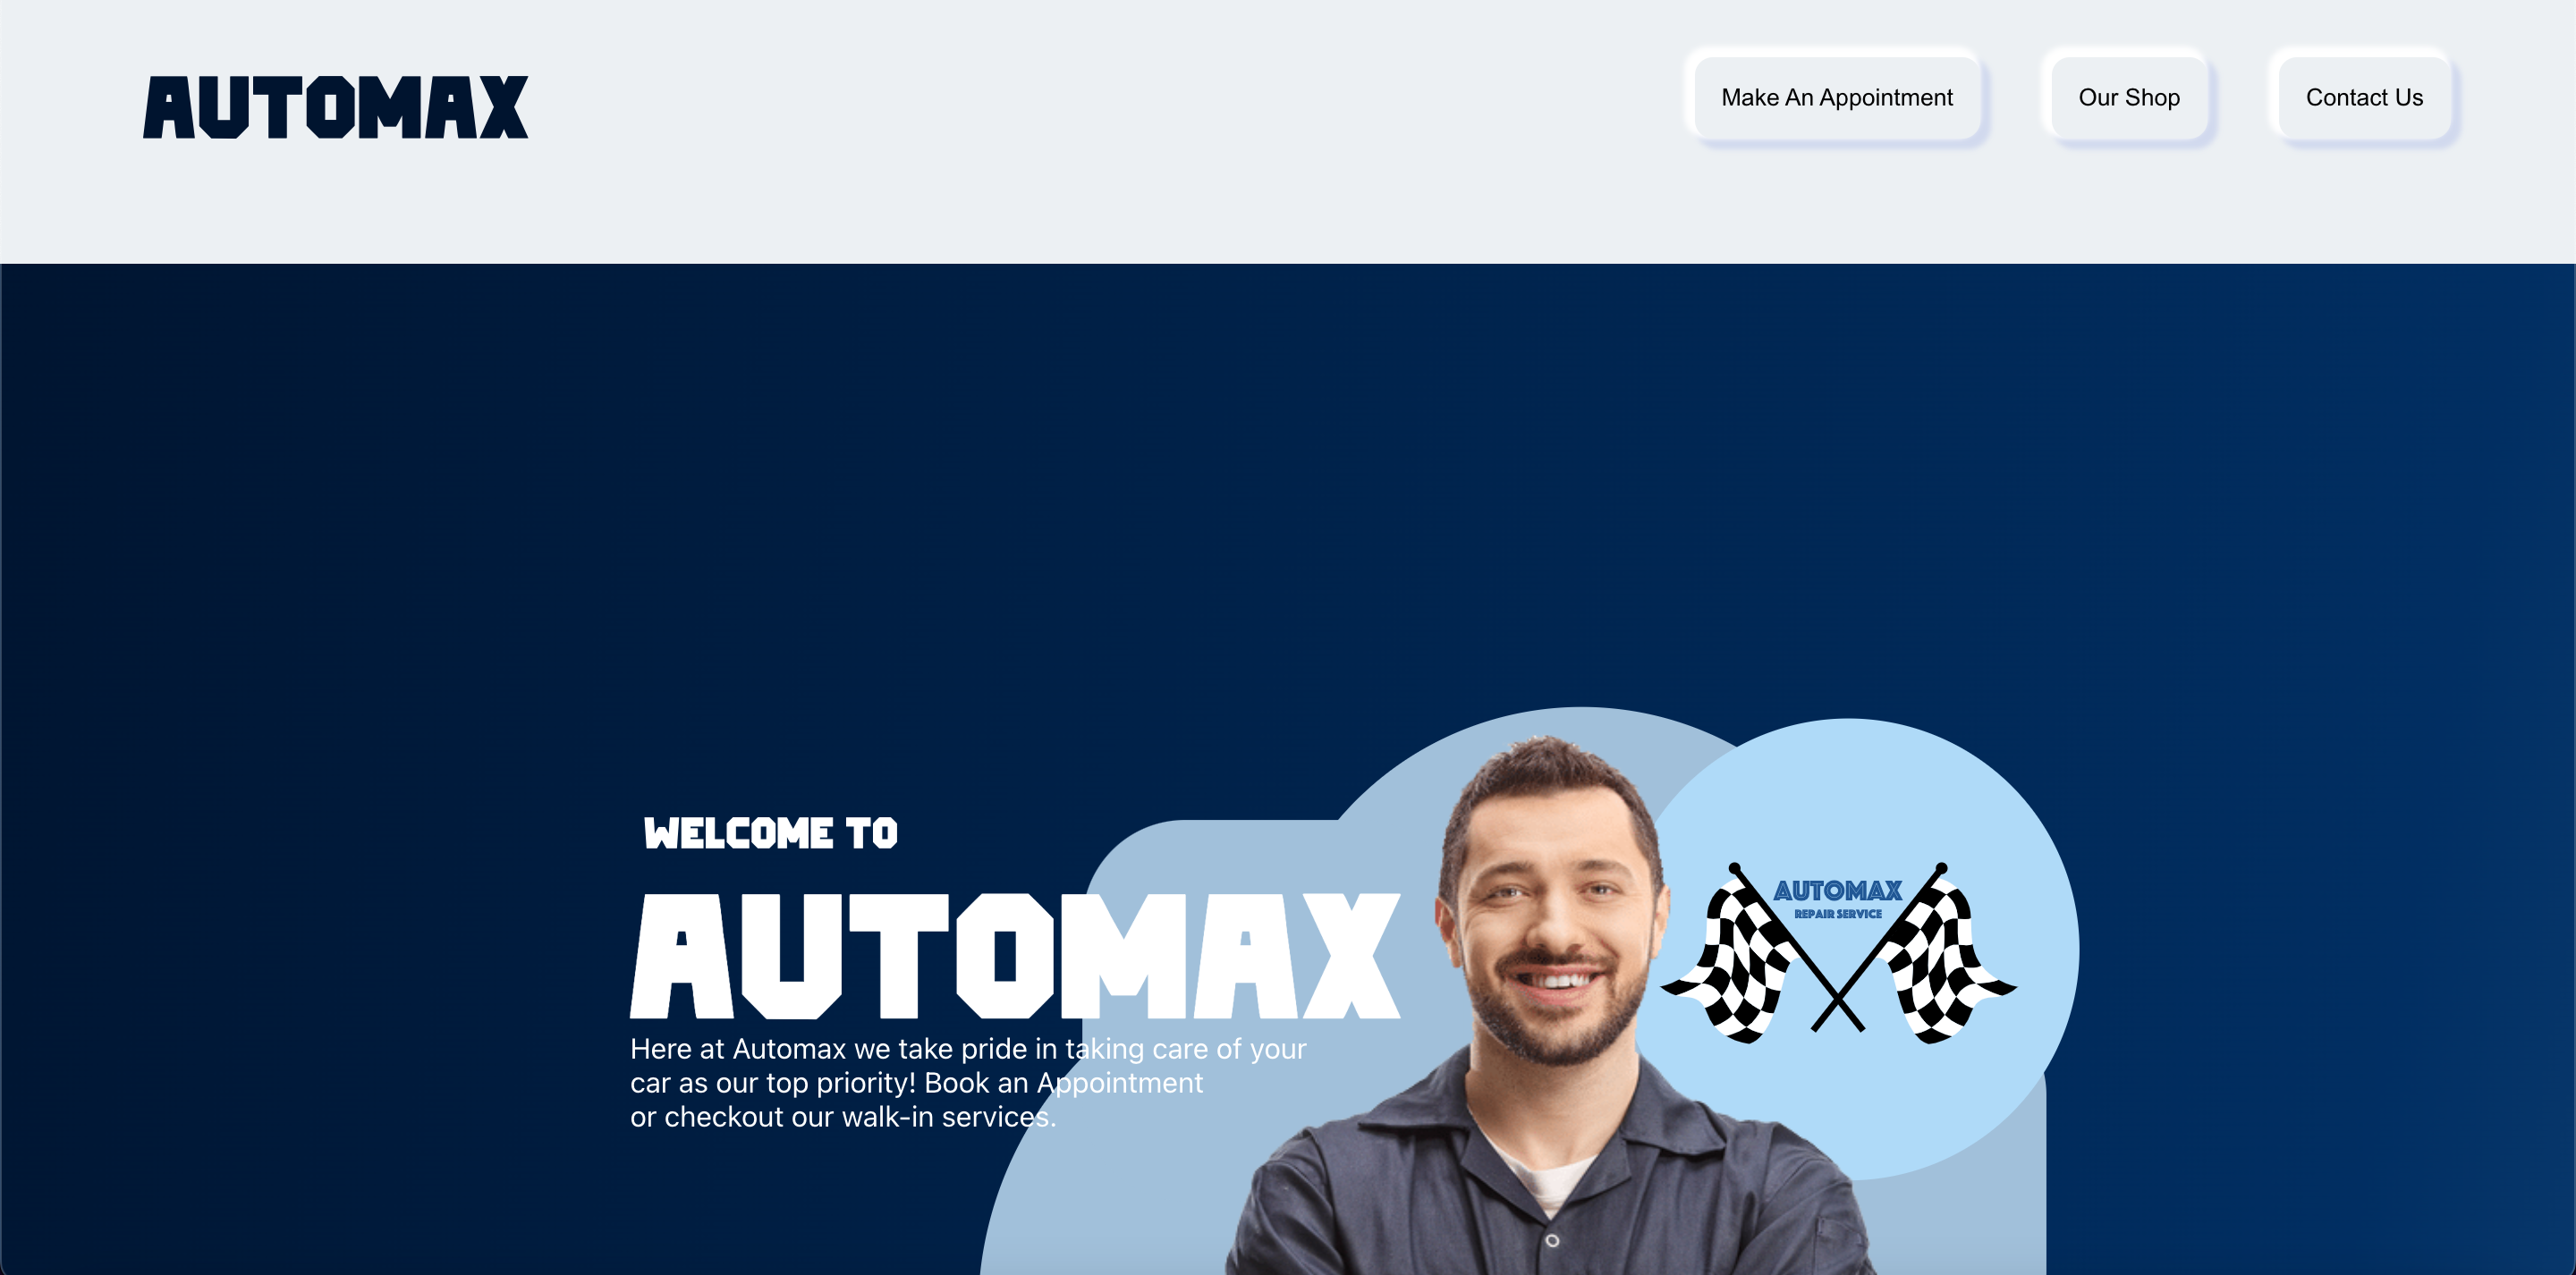 AUTOMAX
Make An Appointment
Our Shop
Contact Us
WELCOME TO
AUTOMAX
Here at Automax we take pride in taking care of your
car as our top priority! Book an Appointment
or checkout our walk-in services.
AUTOMAX
REPAIR SERVICE